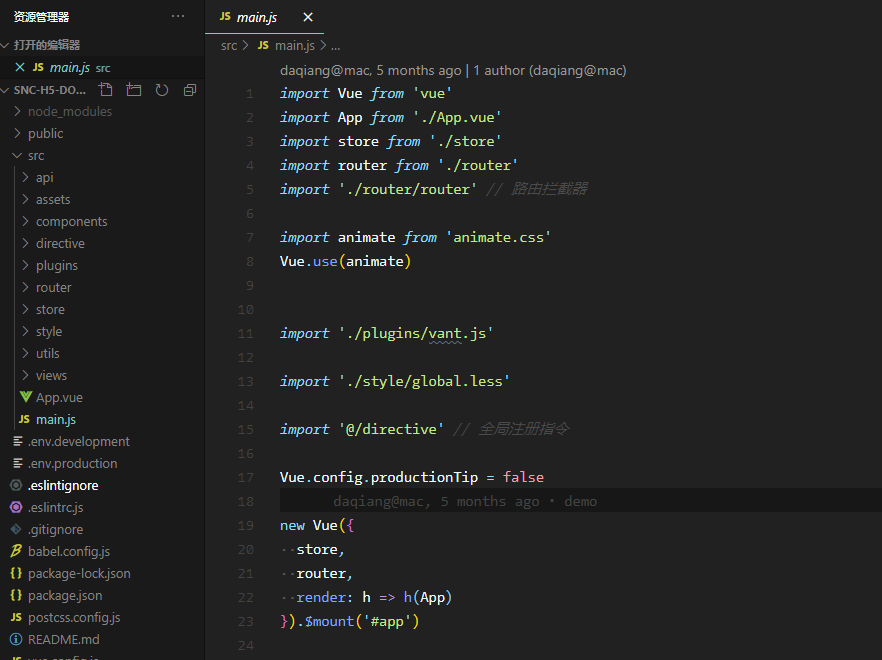 资源管理器
打开的编辑器
JS main.js src
SNC-H5-DO...
node_modules
public
src
api
assets
components
directive
plugins
router
store
style
utils
views
App.vue
JS main.js
.env.development
.env.production
.eslintignore
.eslintrc.js
.gitignore
babel.config.js
{} package-lock.json
{} package.json
JS postcss.config.js
README.md
JS main.js
src > JS main.js > ...
daqiang@mac, 5 months ago | 1 author (daqiang@mac)
1 import Vue from 'vue'
2 import App from './App.vue'
3 import store from './store'
4 import router from './router'
5 import './router/router' // 路由拦截器
6
7 import animate from 'animate.css'
8 Vue.use(animate)
9
10
11 import './plugins/vant.js'
12
13 import './style/global.less'
14
15 import '@/directive' // 全局注册指令
16
17 Vue.config.productionTip = false
18 daqiang@mac, 5 months ago • demo
19 new Vue({
20 ··store,
21 ··router,
22 ··render: h => h(App)
23 }).$mount('#app')
24